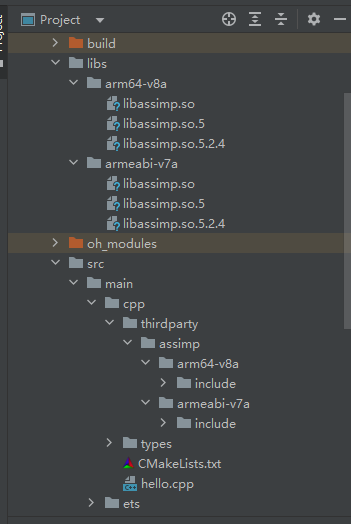 Project
Project
build
libs
arm64-v8a
libassimp.so
libassimp.so.5
libassimp.so.5.2.4
armeabi-v7a
libassimp.so
libassimp.so.5
libassimp.so.5.2.4
oh_modules
src
main
cpp
thirdparty
assimp
arm64-v8a
include
armeabi-v7a
include
types
CMakeLists.txt
hello.cpp
ets